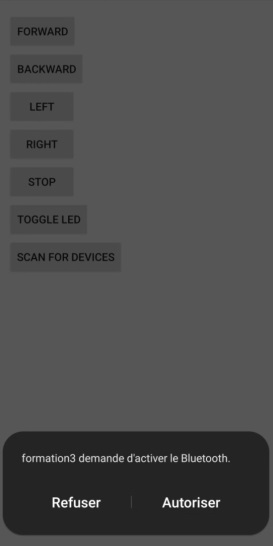 FORWARD
BACKWARD
LEFT
RIGHT
STOP
TOGGLE LED
SCAN FOR DEVICES
formation3 demande d'activer le Bluetooth.
Refuser
Autoriser